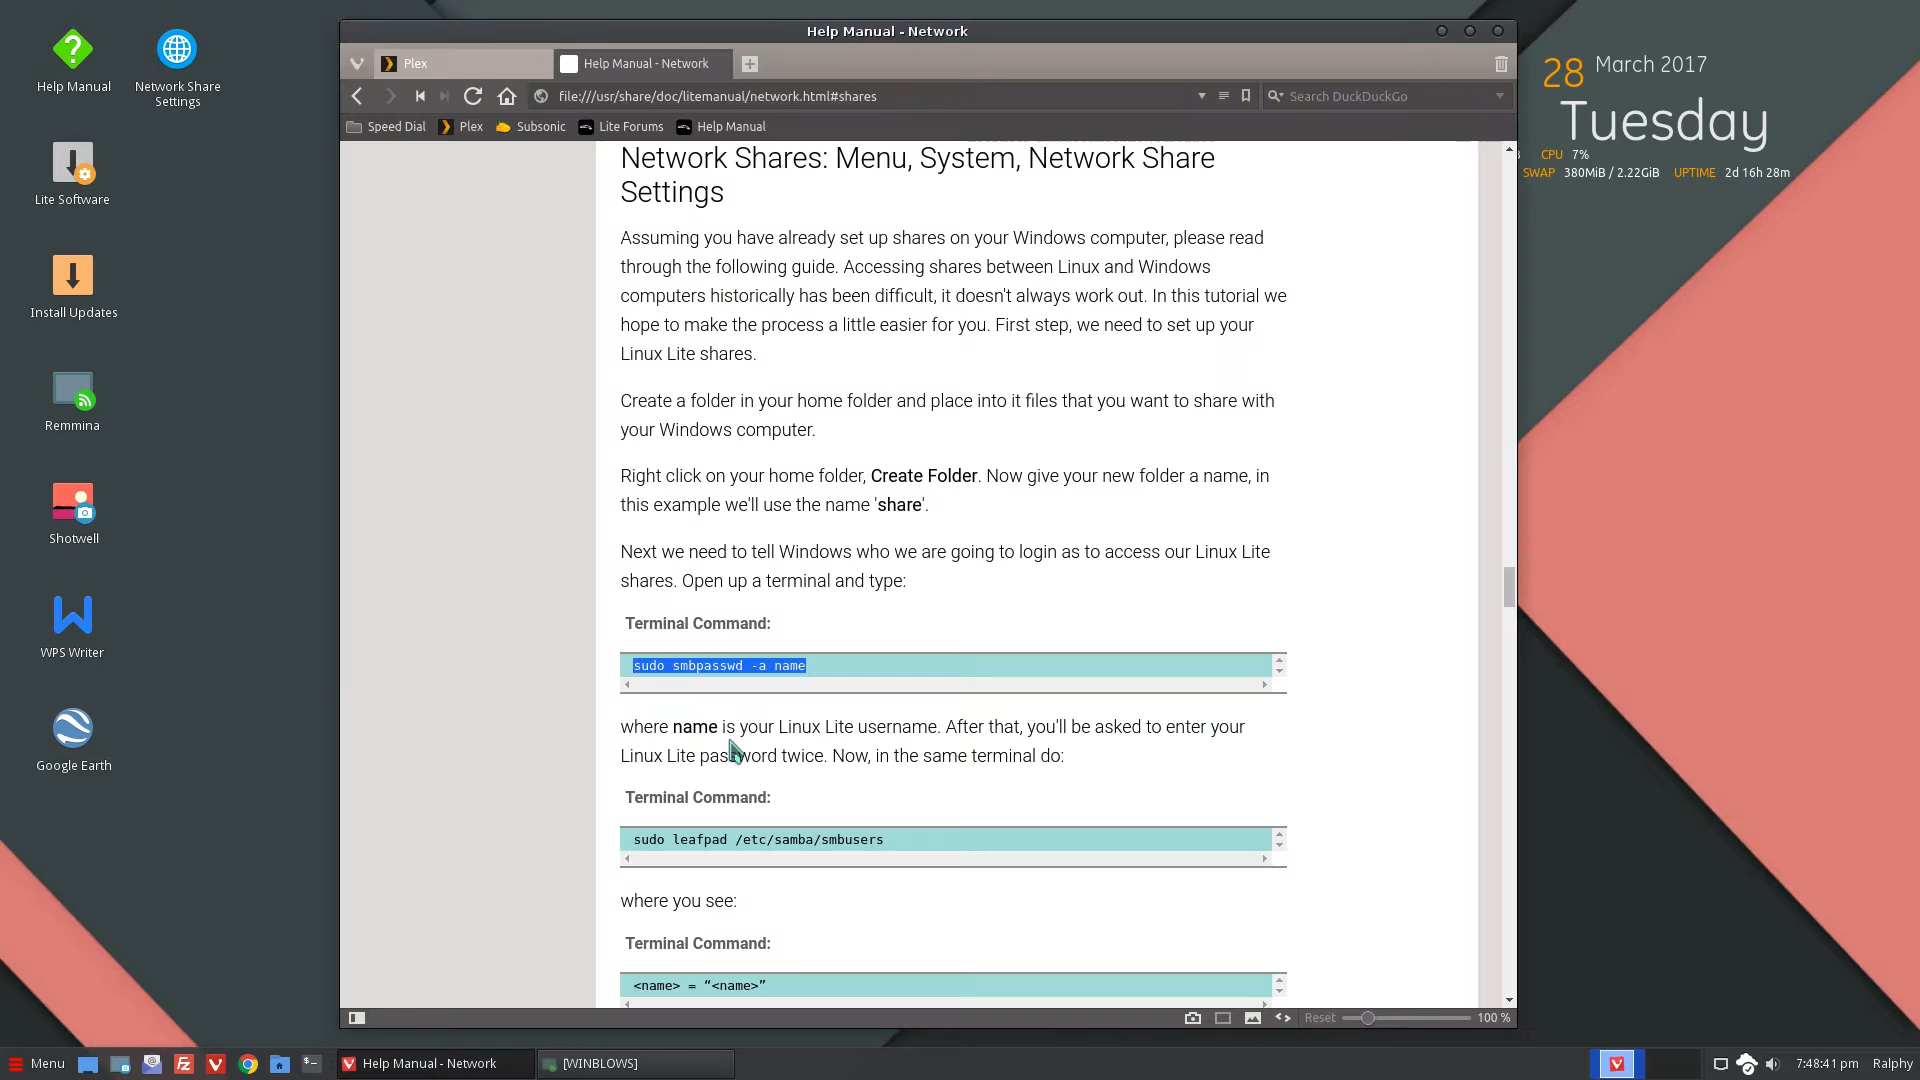 Help Manual - Network
Help Manual
Network Share
Settings
Lite Software
Install Updates
Remmina
Shotwell
WPS Writer
Google Earth
Plex
Help Manual - Network
file:///usr/share/doc/litemanual/network.html#shares
Search DuckDuckGo
Speed Dial
Plex
Subsonic
Lite Forums
Help Manual
28 March 2017
Tuesday
CPU 7%
SWAP 380MiB / 2.22GiB UPTIME 2d 16h 28m
Network Shares: Menu, System, Network Share
Settings
Assuming you have already set up shares on your Windows computer, please read
through the following guide. Accessing shares between Linux and Windows
computers historically has been difficult, it doesn't always work out. In this tutorial we
hope to make the process a little easier for you. First step, we need to set up your
Linux Lite shares.
Create a folder in your home folder and place into it files that you want to share with
your Windows computer.
Right click on your home folder, Create Folder. Now give your new folder a name, in
this example we'll use the name 'share'.
Next we need to tell Windows who we are going to login as to access our Linux Lite
shares. Open up a terminal and type:
Terminal Command:
sudo smbpasswd -a name
where name is your Linux Lite username. After that, you'll be asked to enter your
Linux Lite password twice. Now, in the same terminal do:
Terminal Command:
sudo leafpad /etc/samba/smbusers
where you see:
Terminal Command:
<name> = “<name>”
Reset
100 %
Menu
Help Manual - Network
[WINBLOWS]
7:48:41 pm
Ralphy